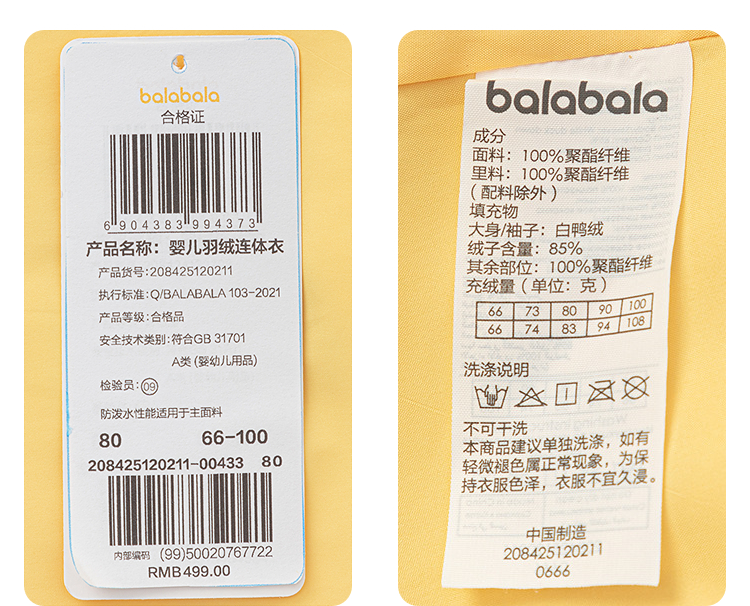 balabala
合格证
6 904383 994373
产品名称：婴儿羽绒连体衣
产品货号:208425120211
执行标准:Q/BALABALA 103-2021
产品等级:合格品
安全技术类别:符合GB 31701
A类 (婴幼儿用品)
检验员: 09
防泼水性能适用于主面料
80 66-100
208425120211-00433 80
内部编码 (99)50020767722
RMB499.00
balabala
成分
面料：100%聚酯纤维
里料：100%聚酯纤维
(配料除外)
填充物
大身/袖子：白鸭绒
绒子含量：85%
其余部位：100%聚酯纤维
充绒量（单位：克）
66 73 80 90 100
66 74 83 94 108
洗涤说明
不可干洗
本商品建议单独洗涤，如有
轻微褪色属正常现象，为保
持衣服色泽，衣服不宜久浸。
中国制造
208425120211
0666